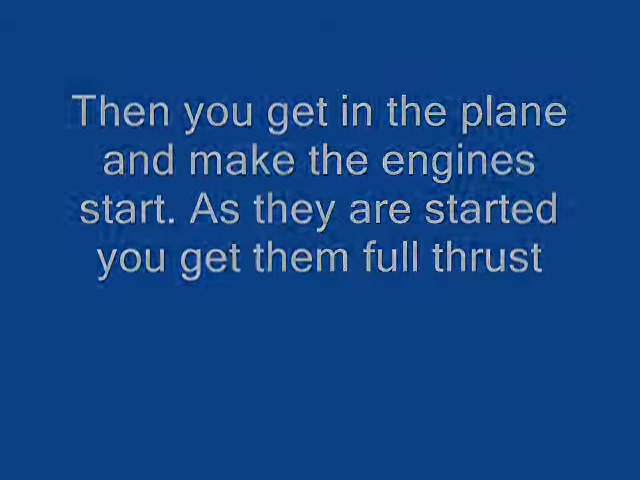 Then you get in the plane
and make the engines
start. As they are started
you get them full thrust